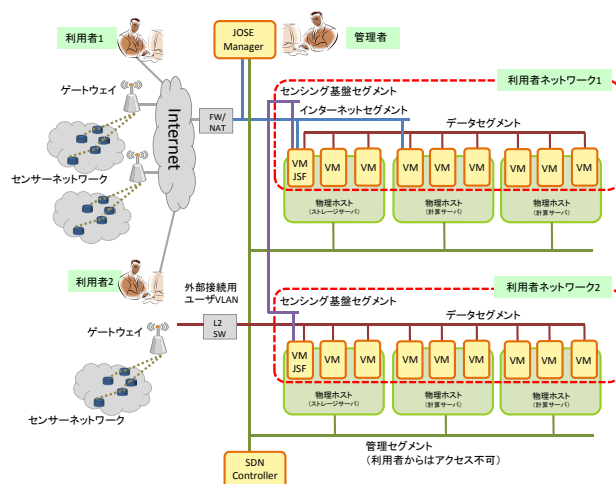 利用者1
JOSE
Manager
管理者
利用者ネットワーク1
ゲートウェイ
センシング基盤セグメント
インターネットセグメント
Internet
FW/
NAT
データセグメント
VM
JSF
VM
VM
VM
VM
VM
VM
VM
VM
センサーネットワーク
物理ホスト
(ストレージサーバ)
物理ホスト
(計算サーバ)
物理ホスト
(計算サーバ)
利用者2
外部接続用
ユーザVLAN
利用者ネットワーク2
センシング基盤セグメント
データセグメント
ゲートウェイ
L2
SW
VM
JSF
VM
VM
VM
VM
VM
VM
VM
VM
物理ホスト
(ストレージサーバ)
物理ホスト
(計算サーバ)
物理ホスト
(計算サーバ)
センサーネットワーク
管理セグメント
(利用者からはアクセス不可)
SDN
Controller